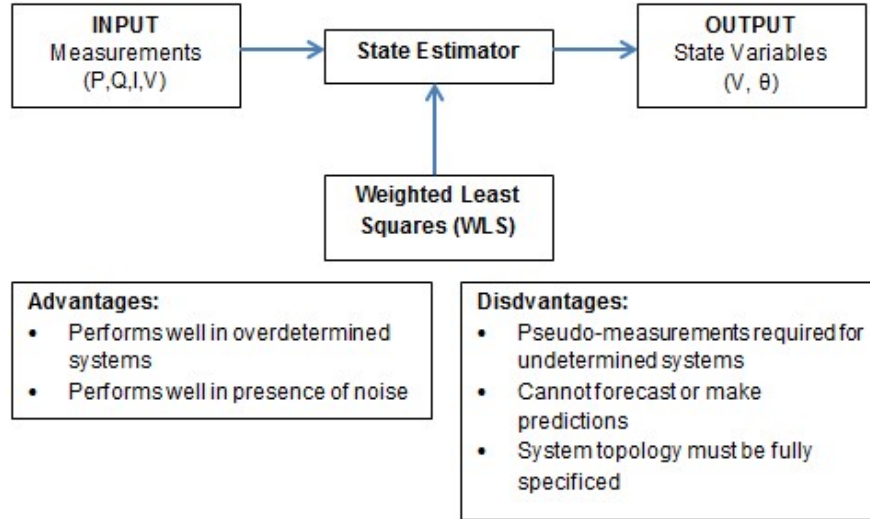 INPUT
Measurements
(P,Q,I,V)
State Estimator
OUTPUT
State Variables
(V, θ)
Weighted Least
Squares (WLS)
Advantages:
• Performs well in overdetermined
systems
• Performs well in presence of noise
Disdvantages:
• Pseudo-measurements required for
undetermined systems
• Cannot forecast or make
predictions
• System topology must be fully
specificed